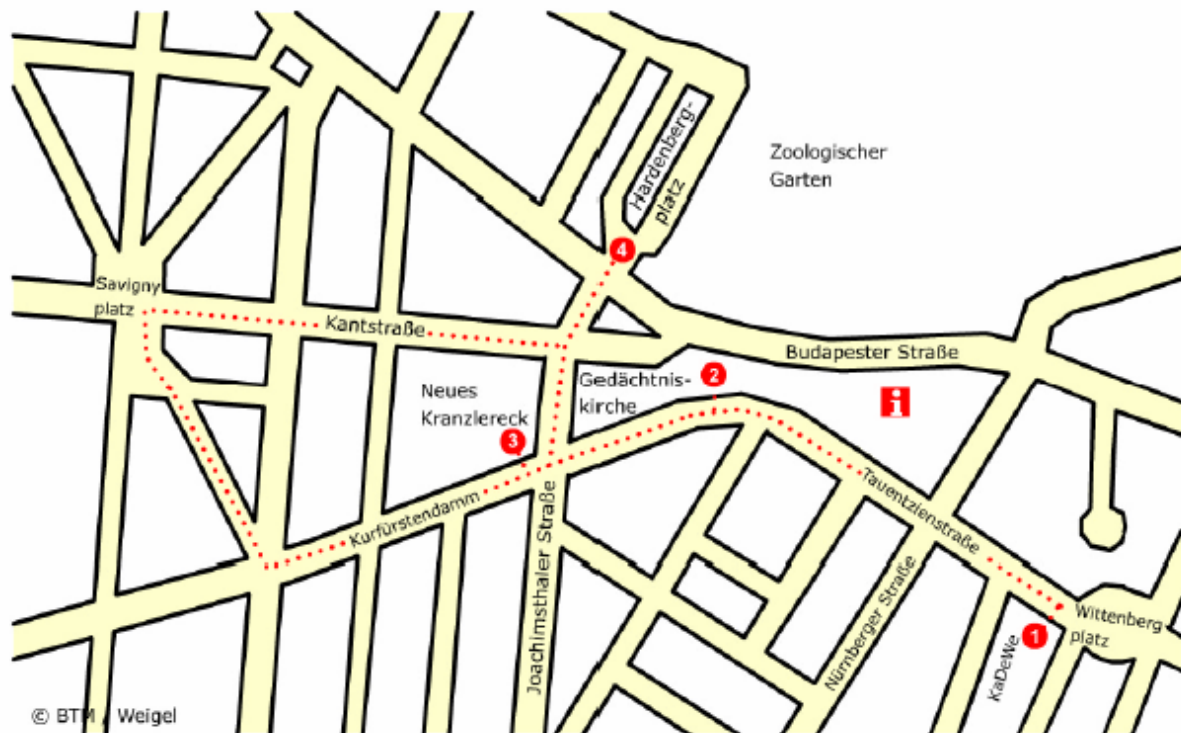 Hardenberg-
platz
4
Zoologischer
Garten
Savigny
platz
Kantstraße
Budapester Straße
Neues
Kranzlereck
3
Gedächtnis-
kirche
2
i
Kurfürstendamm
Joachimsthaler Straße
Tauentzienstraße
Nürnberger Straße
Wittenberg
platz
1
KaDeWe
© BTM / Weigel